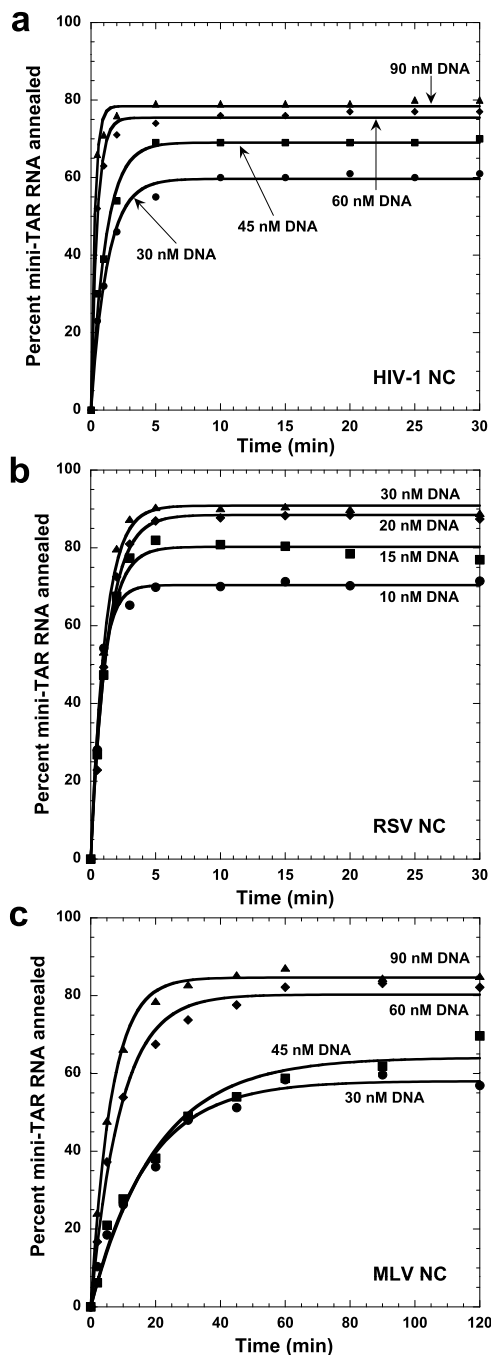 a
Percent mini-TAR RNA annealed
100
80
60
40
20
0
90 nM DNA
60 nM DNA
45 nM DNA
30 nM DNA
HIV-1 NC
0 5 10 15 20 25 30
Time (min)
b
Percent mini-TAR RNA annealed
100
80
60
40
20
0
30 nM DNA
20 nM DNA
15 nM DNA
10 nM DNA
RSV NC
0 5 10 15 20 25 30
Time (min)
c
Percent mini-TAR RNA annealed
100
80
60
40
20
0
90 nM DNA
60 nM DNA
45 nM DNA
30 nM DNA
MLV NC
0 20 40 60 80 100 120
Time (min)